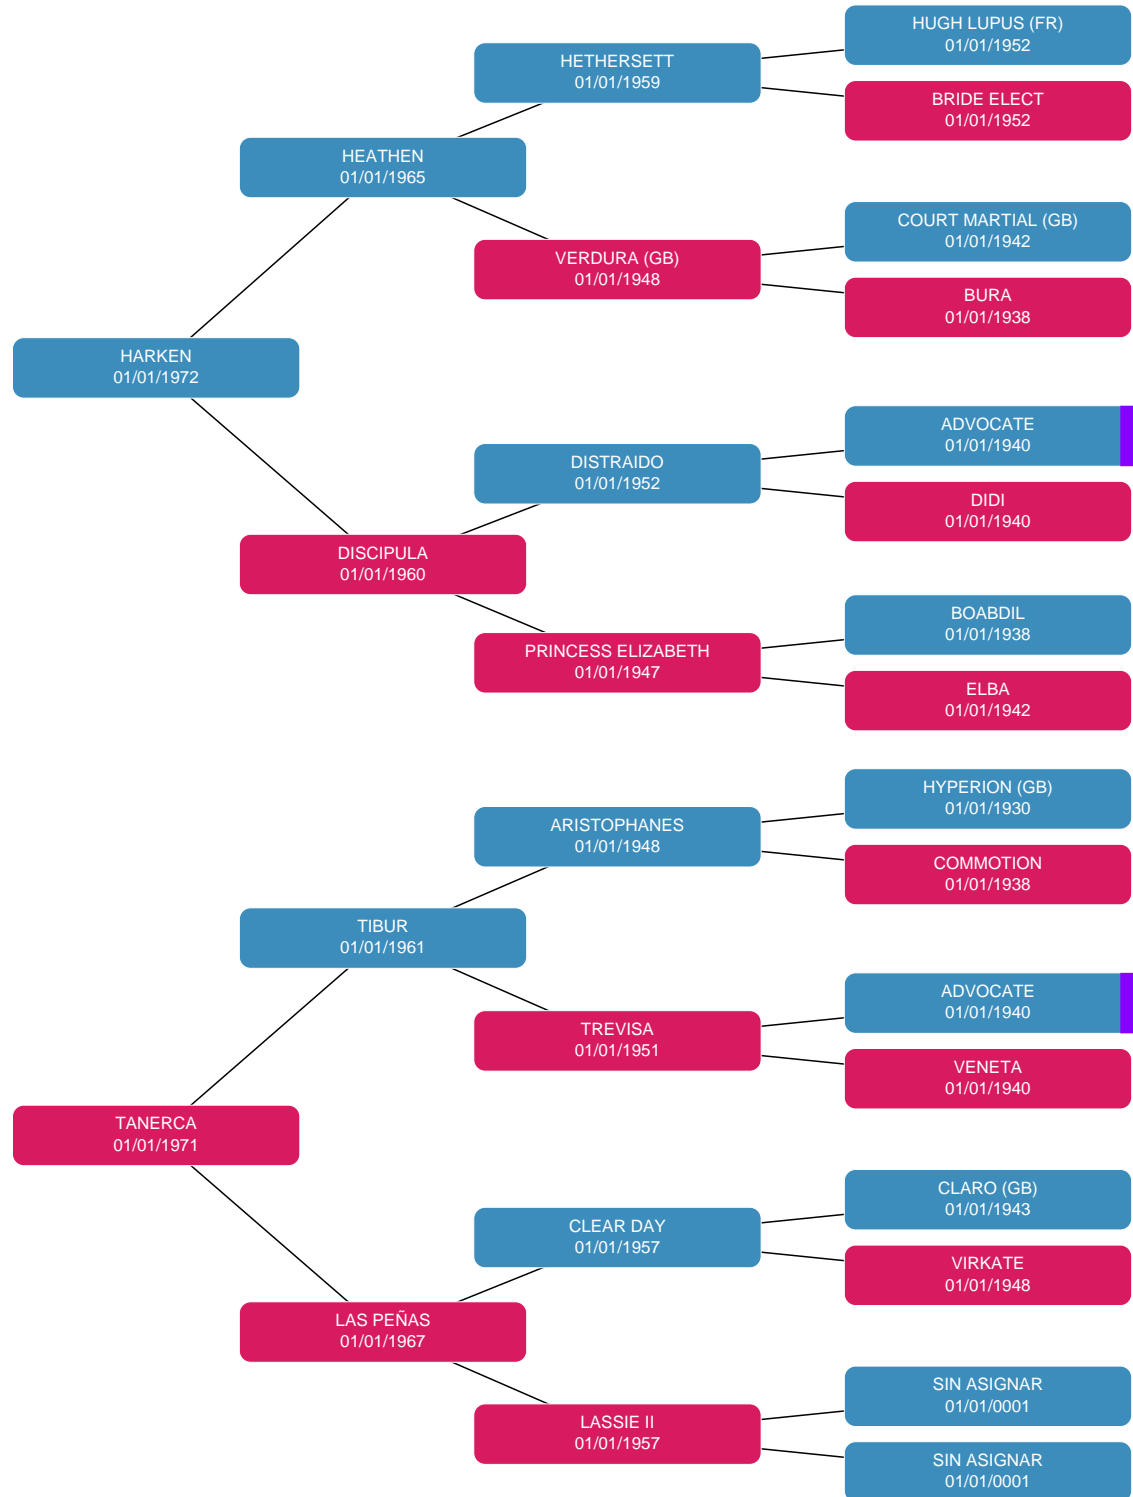 HUGH LUPUS (FR)
01/01/1952
HETHERSETT
01/01/1959
BRIDE ELECT
01/01/1952
HEATHEN
01/01/1965
COURT MARTIAL (GB)
01/01/1942
VERDURA (GB)
01/01/1948
BURA
01/01/1938
HARKEN
01/01/1972
ADVOCATE
01/01/1940
DISTRAIDO
01/01/1952
DIDI
01/01/1940
DISCIPULA
01/01/1960
BOABDIL
01/01/1938
PRINCESS ELIZABETH
01/01/1947
ELBA
01/01/1942
HYPERION (GB)
01/01/1930
ARISTOPHANES
01/01/1948
COMMOTION
01/01/1938
TIBUR
01/01/1961
ADVOCATE
01/01/1940
TREVISA
01/01/1951
VENETA
01/01/1940
TANERCA
01/01/1971
CLARO (GB)
01/01/1943
CLEAR DAY
01/01/1957
VIRKATE
01/01/1948
LAS PEÑAS
01/01/1967
SIN ASIGNAR
01/01/0001
LASSIE II
01/01/1957
SIN ASIGNAR
01/01/0001